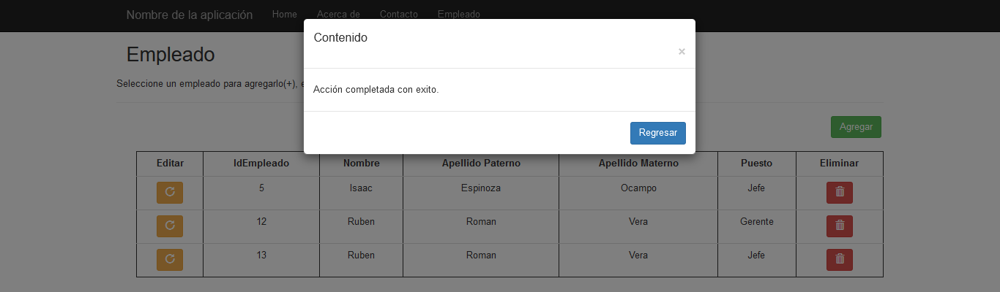 Nombre de la aplicación Home Acerca de Contacto Empleado
Contenido
×
Empleado
Seleccione un empleado para agregarlo(+),
Acción completada con exito.
Regresar
Agregar
Editar IdEmpleado Nombre Apellido Paterno Apellido Materno Puesto Eliminar
5 Isaac Espinoza Ocampo Jefe
12 Ruben Roman Vera Gerente
13 Ruben Roman Vera Jefe